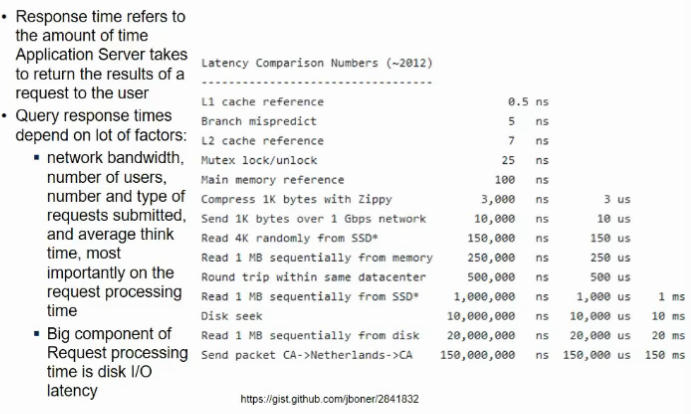 • Response time refers to
the amount of time
Application Server takes
to return the results of a
request to the user
• Query response times
depend on lot of factors:
▪ network bandwidth,
number of users,
number and type of
requests submitted,
and average think
time, most
importantly on the
request processing
time
▪ Big component of
Request processing
time is disk I/O
latency
Latency Comparison Numbers (~2012)
----------------------------------
L1 cache reference 0.5 ns
Branch mispredict 5 ns
L2 cache reference 7 ns
Mutex lock/unlock 25 ns
Main memory reference 100 ns
Compress 1K bytes with Zippy 3,000 ns 3 us
Send 1K bytes over 1 Gbps network 10,000 ns 10 us
Read 4K randomly from SSD* 150,000 ns 150 us
Read 1 MB sequentially from memory 250,000 ns 250 us
Round trip within same datacenter 500,000 ns 500 us
Read 1 MB sequentially from SSD* 1,000,000 ns 1,000 us 1 ms
Disk seek 10,000,000 ns 10,000 us 10 ms
Read 1 MB sequentially from disk 20,000,000 ns 20,000 us 20 ms
Send packet CA->Netherlands->CA 150,000,000 ns 150,000 us 150 ms
https://gist.github.com/jboner/2841832